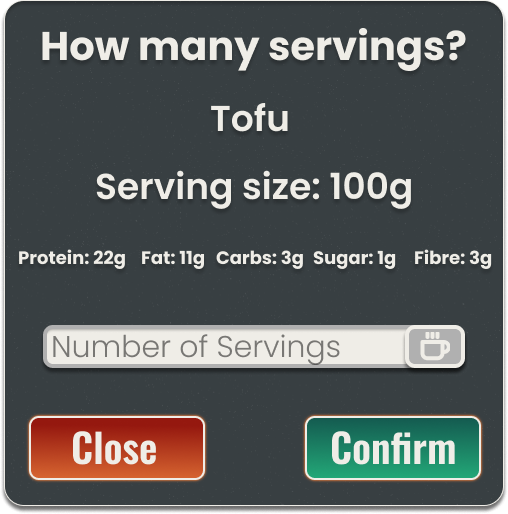 How many servings?
Tofu
Serving size: 100g
Protein: 22g Fat: 11g Carbs: 3g Sugar: 1g Fibre: 3g
Number of Servings
Close Confirm